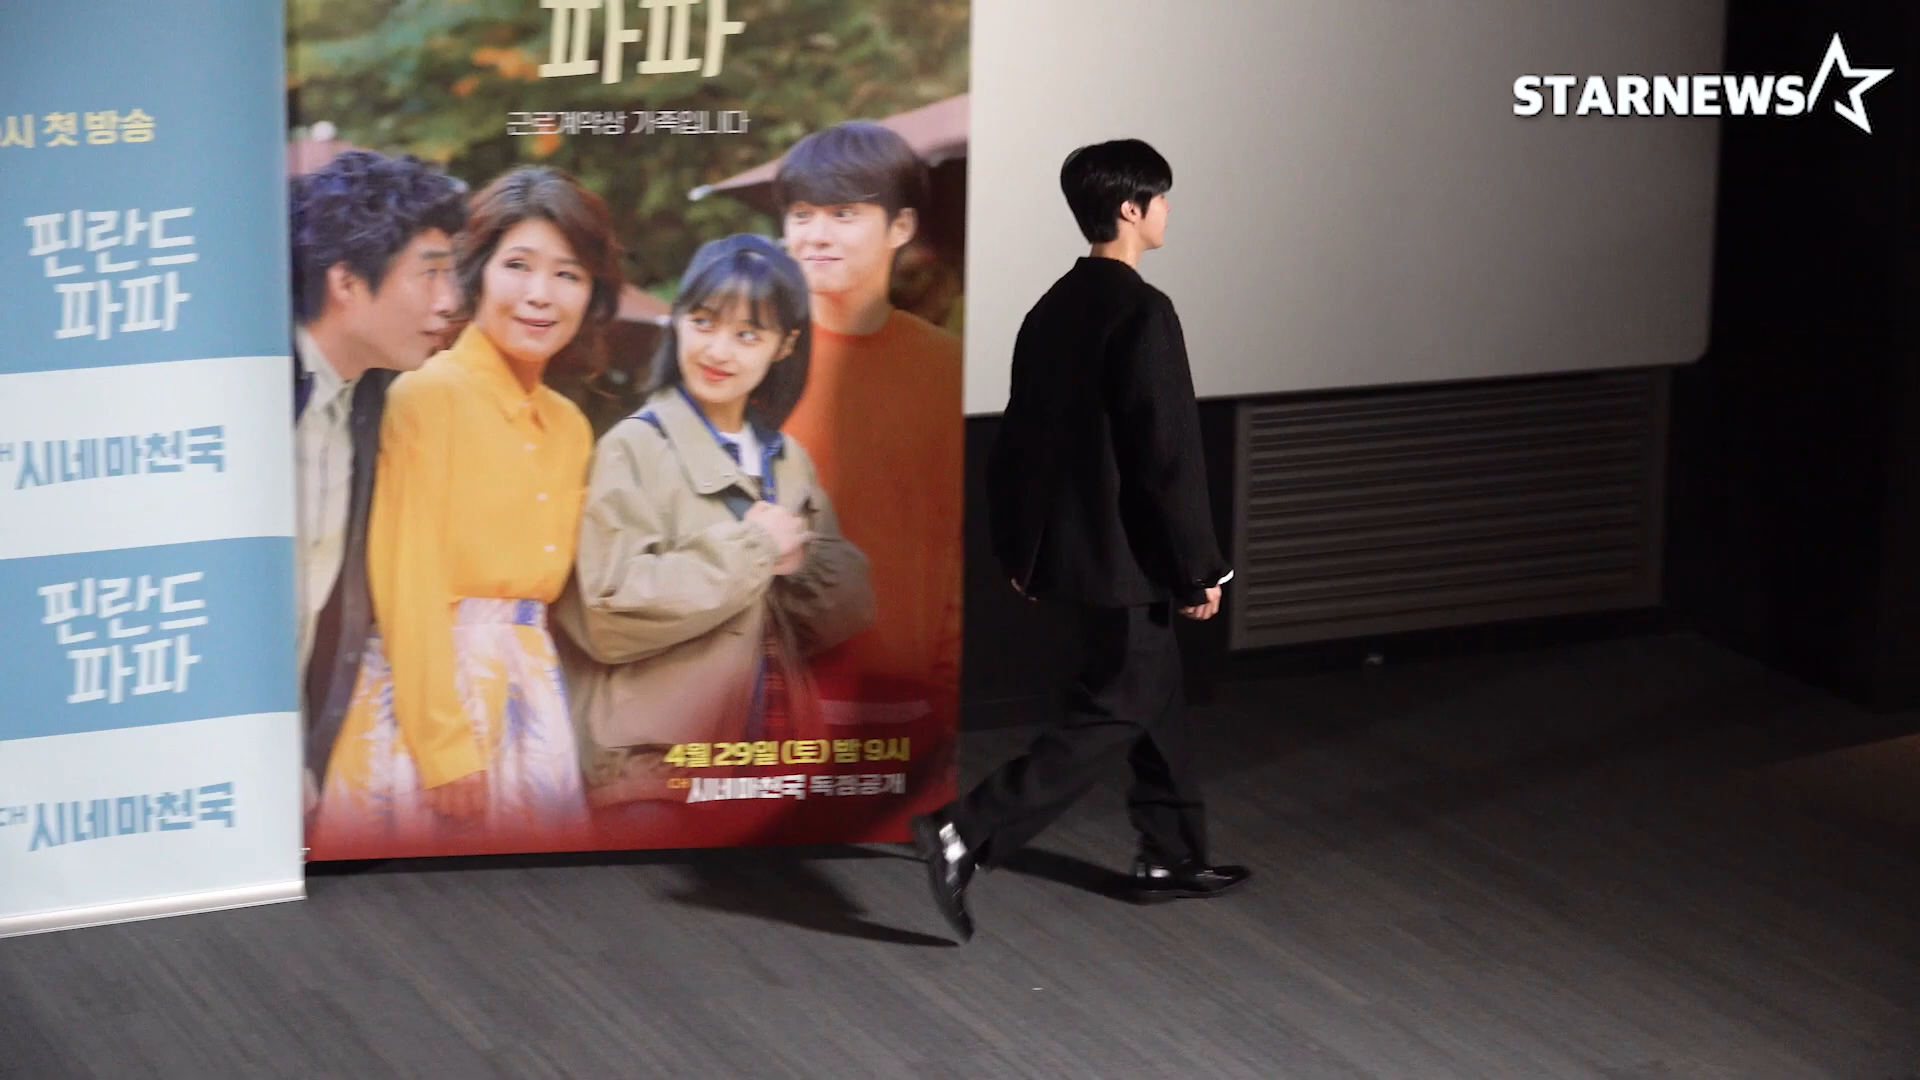 STARNEWS
파파
근로계약상 가족입니다
시 첫 방송
핀란드
파파
시네마천국
핀란드
파파
대 시네마천국
4월 29일 (토) 밤 9시
대 시네마천국 독점공개